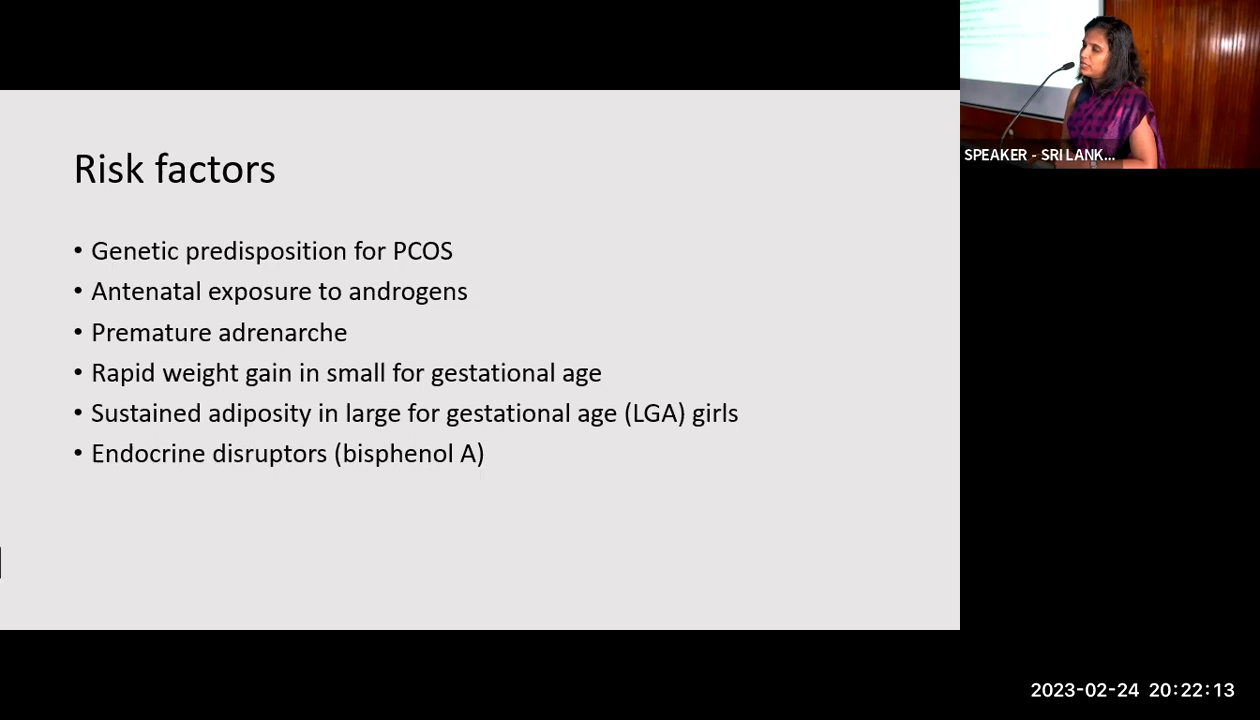 Risk factors
• Genetic predisposition for PCOS
• Antenatal exposure to androgens
• Premature adrenarche
• Rapid weight gain in small for gestational age
• Sustained adiposity in large for gestational age (LGA) girls
• Endocrine disruptors (bisphenol A)
SPEAKER - SRI LANK...
2023-02-24 20:22:13